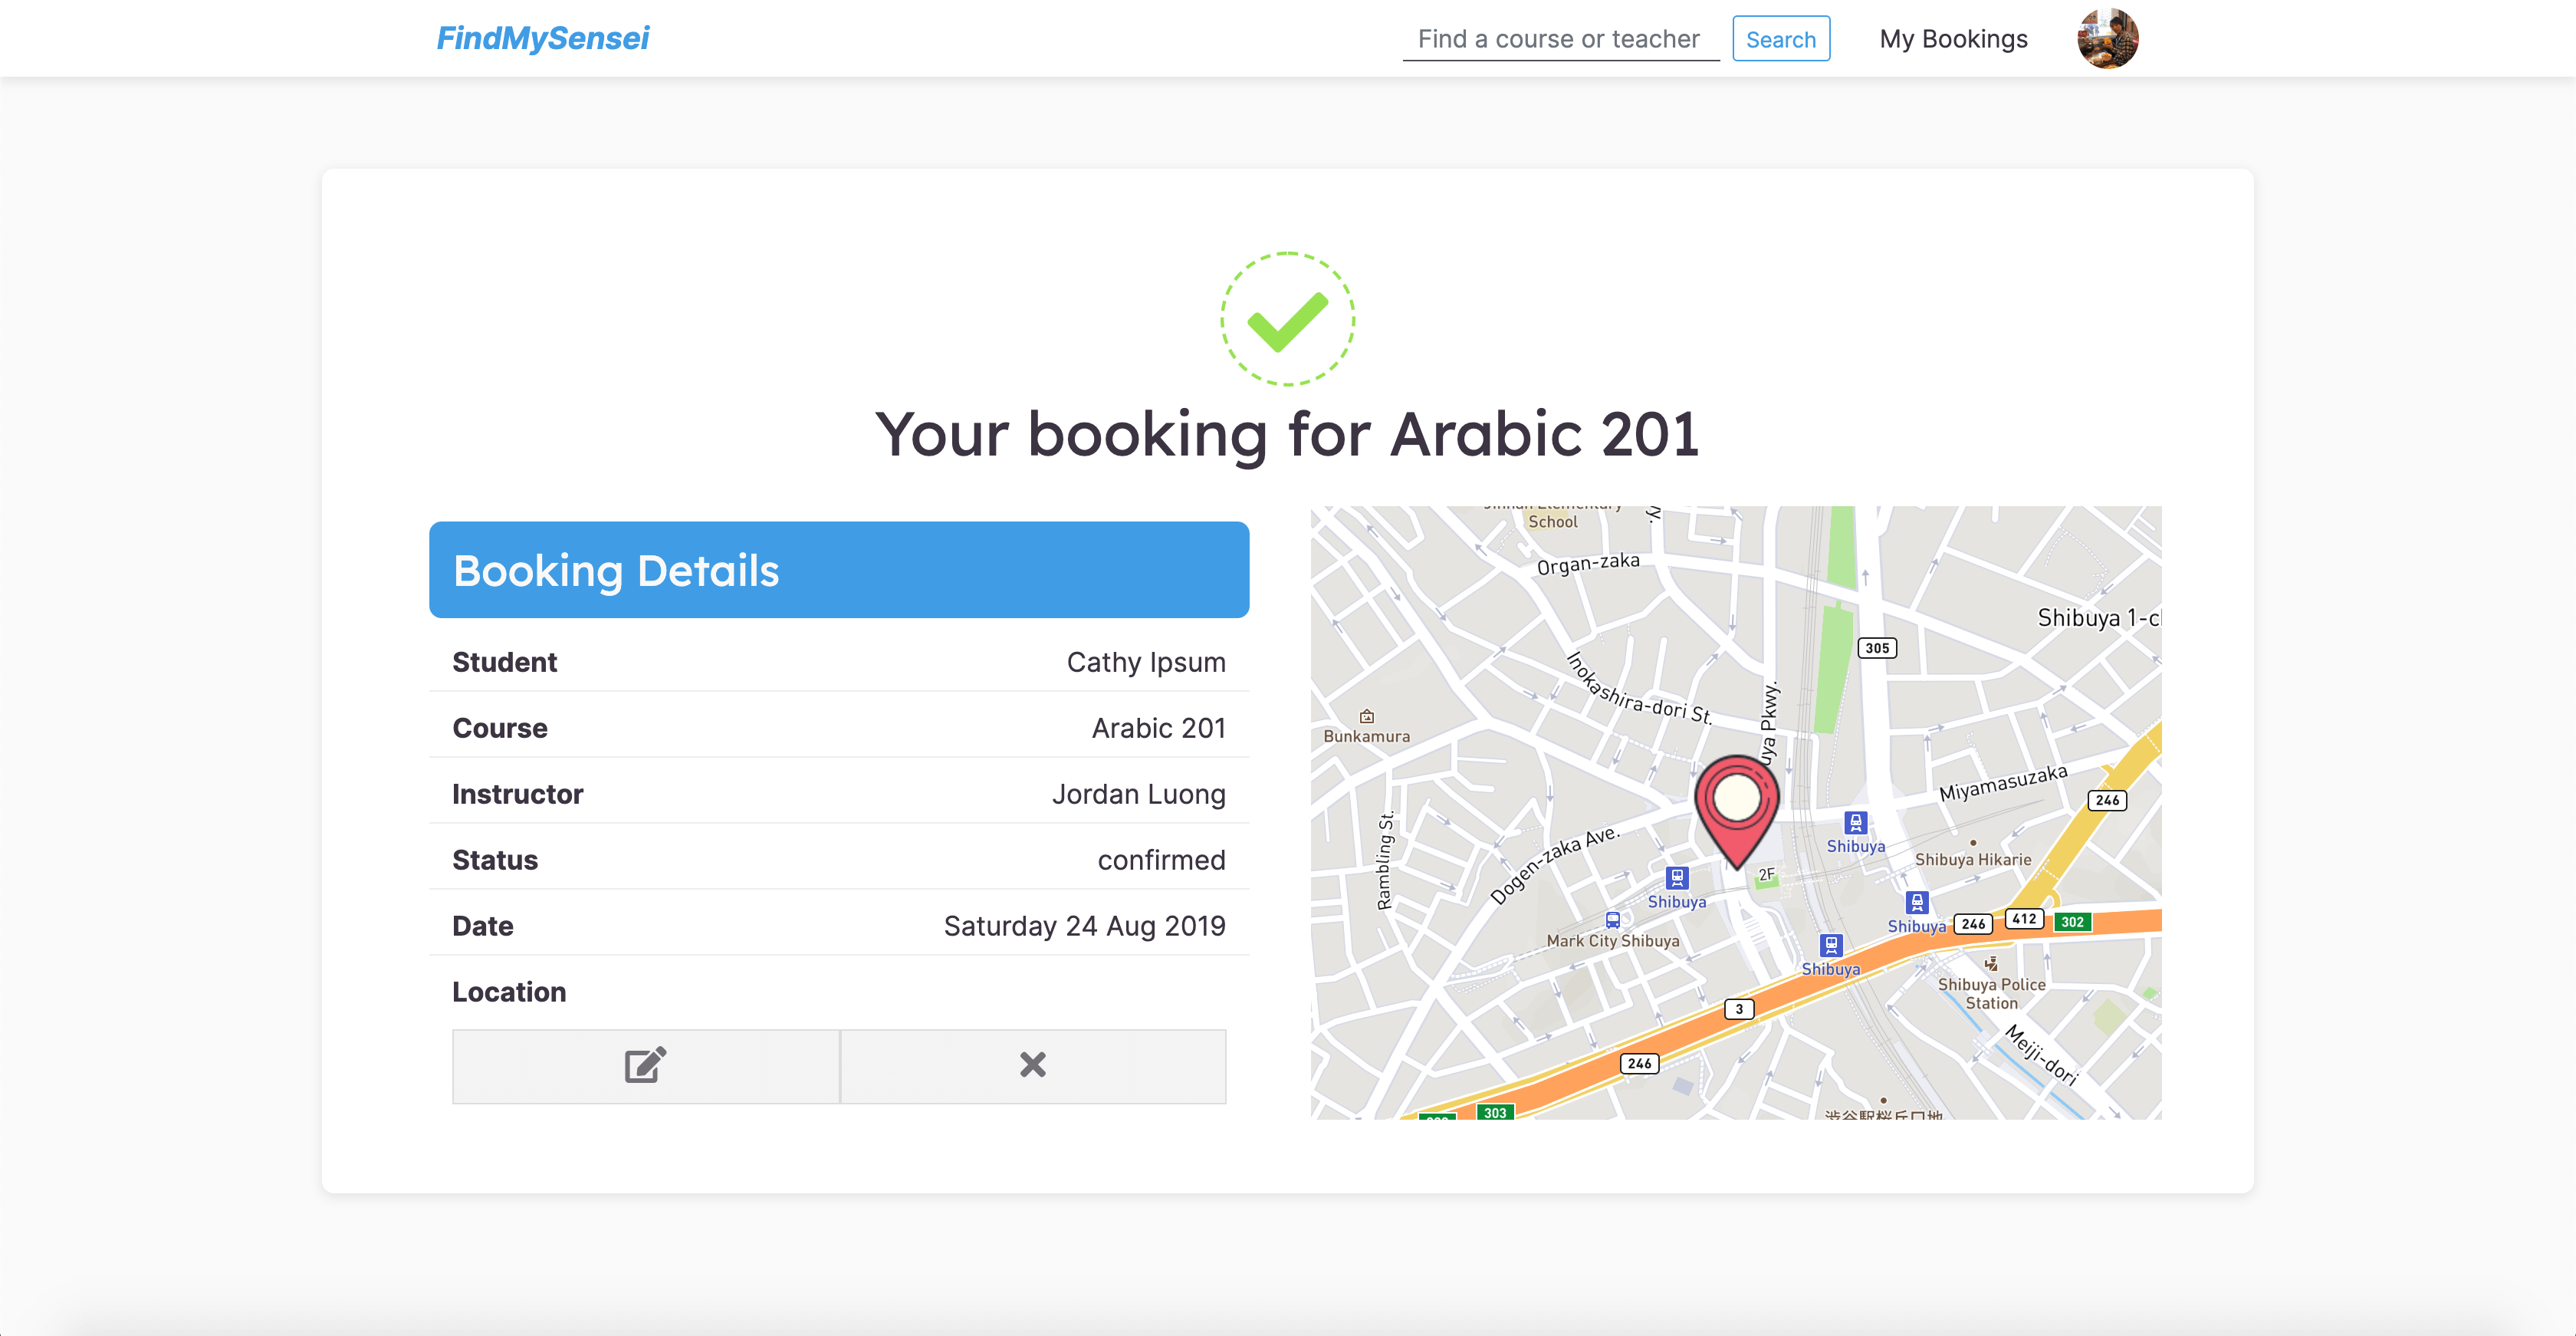 FindMySensei
Find a course or teacher
Search
My Bookings
Your booking for Arabic 201
Booking Details
Student Cathy Ipsum
Course Arabic 201
Instructor Jordan Luong
Status confirmed
Date Saturday 24 Aug 2019
Location
School
Organ-zaka
Shibuya 1-c
305
Inokashira-dori St.
uya Pkwy.
Bunkamura
Miyamasuzaka
246
Rambling St.
Dogen-zaka Ave.
Shibuya
Shibuya Hikarie
2F
Shibuya
Shibuya
246
412
302
Mark City Shibuya
Shibuya
Shibuya Police
Station
3
Meiji-dori
246
303